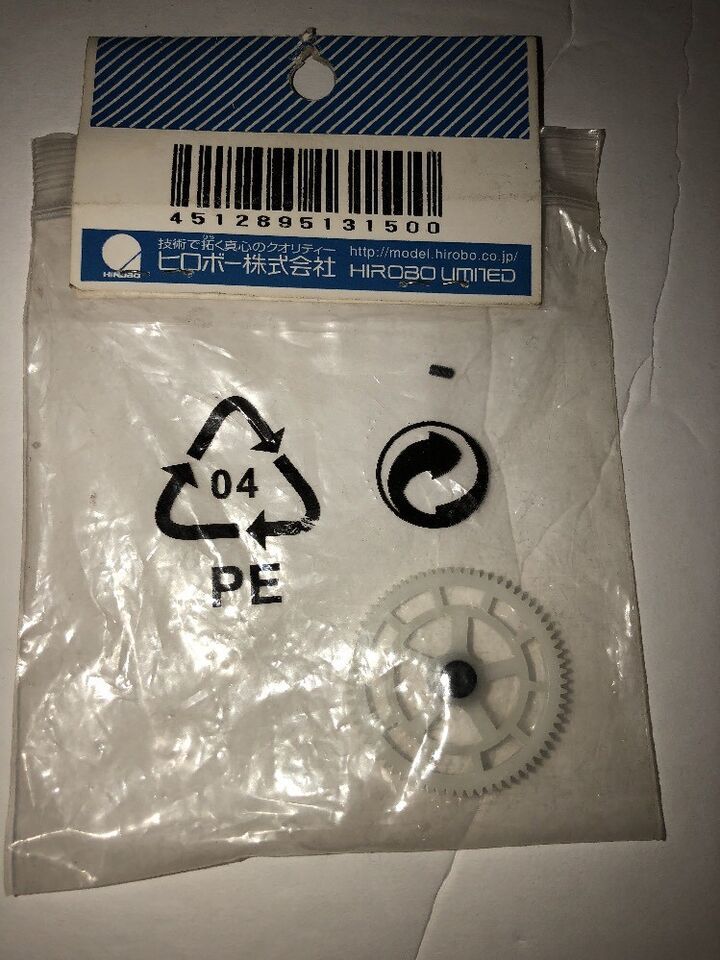 4512895131500
技術で拓く真心のクオリティー
http://model.hirobo.co.jp/
HIROBO
ヒロボー株式会社
HIROBO LIMITED
04
PE